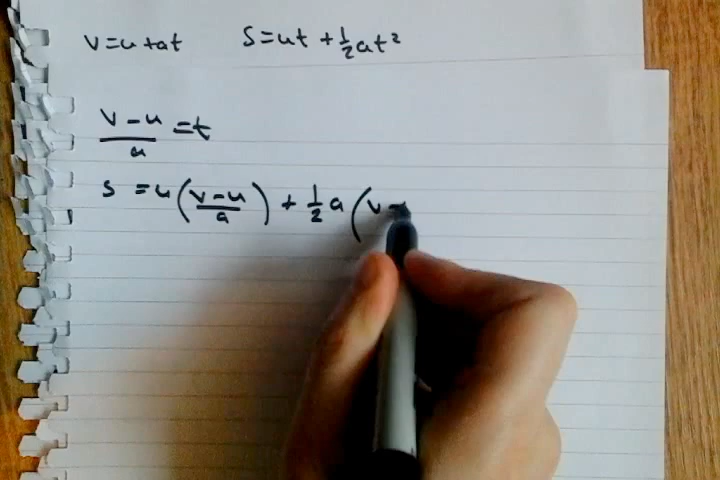 v=u+at s=ut+½at²
v-u/a=t
s=u(v-u/a)+½a(v-